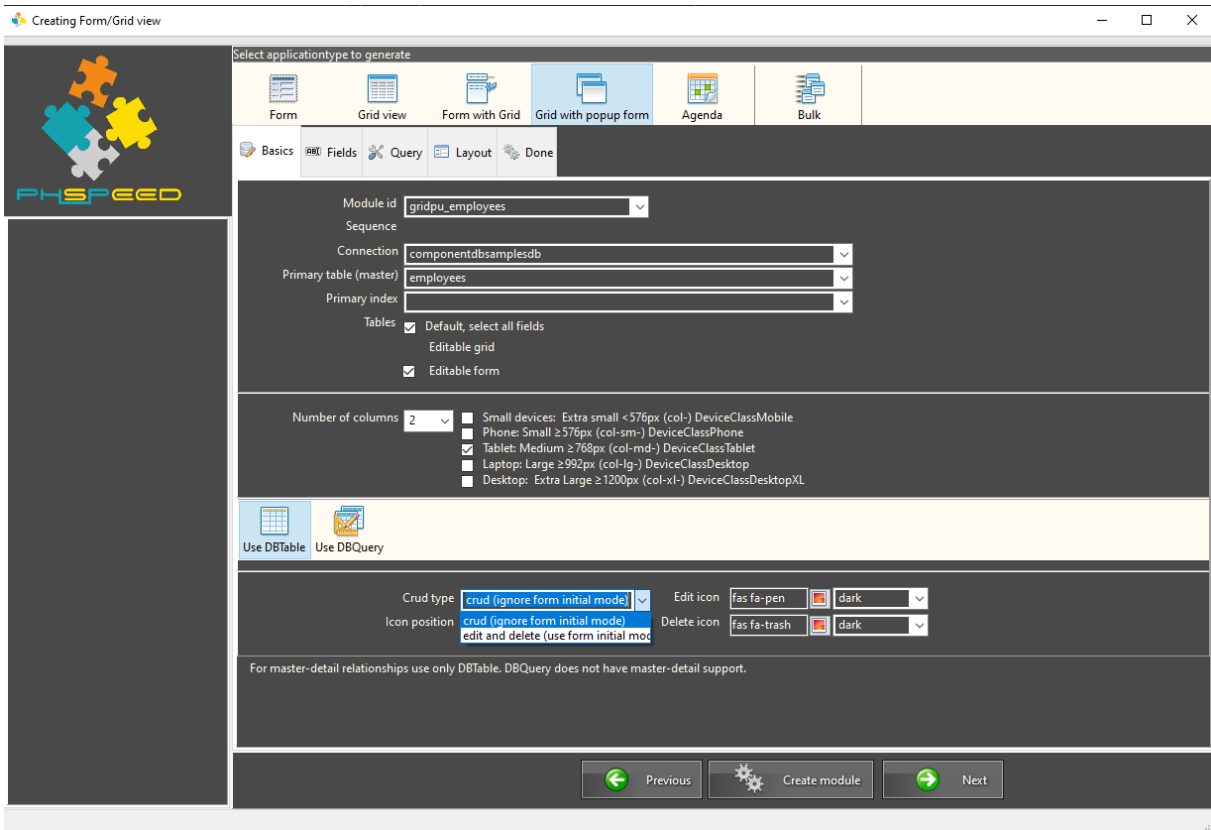 Creating Form/Grid view
PHSPEED
Select applicationtype to generate
Form Grid view Form with Grid Grid with popup form Agenda Bulk
Basics Fields Query Layout Done
Module id gridpu_employees
Sequence
Connection componentdbsamplesdb
Primary table (master) employees
Primary index
Tables Default, select all fields
Editable grid
Editable form
Number of columns 2 Small devices: Extra small <576px (col-) DeviceClassMobile
Phone: Small ≥576px (col-sm-) DeviceClassPhone
Tablet: Medium ≥768px (col-md-) DeviceClassTablet
Laptop: Large ≥992px (col-lg-) DeviceClassDesktop
Desktop: Extra Large ≥1200px (col-xl-) DeviceClassDesktopXL
Use DBTable Use DBQuery
Crud type crud (ignore form initial mode) Edit icon fas fa-pen dark
Icon position crud (ignore form initial mode) Delete icon fas fa-trash dark
edit and delete (use form initial mod
For master-detail relationships use only DBTable. DBQuery does not have master-detail support.
Previous Create module Next